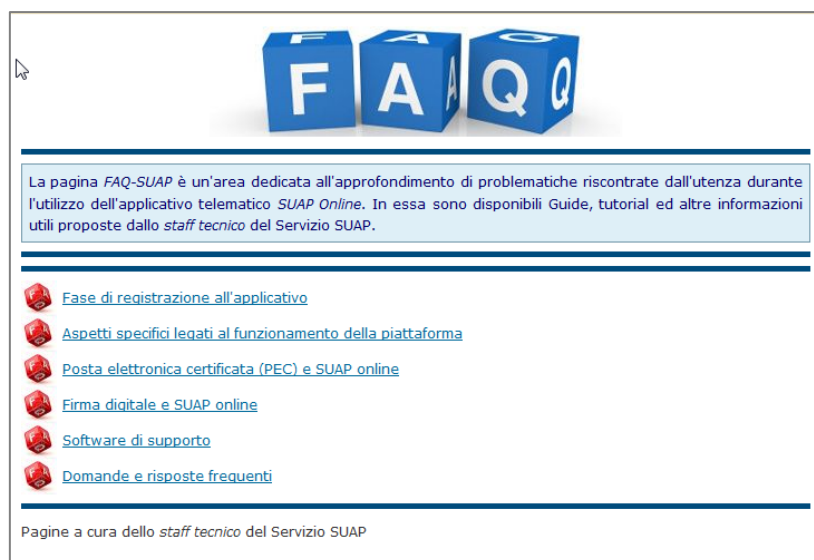 FAQ
La pagina FAQ-SUAP è un'area dedicata all'approfondimento di problematiche riscontrate dall'utenza durante
l'utilizzo dell'applicativo telematico SUAP Online. In essa sono disponibili Guide, tutorial ed altre informazioni
utili proposte dallo staff tecnico del Servizio SUAP.
Fase di registrazione all'applicativo
Aspetti specifici legati al funzionamento della piattaforma
Posta elettronica certificata (PEC) e SUAP online
Firma digitale e SUAP online
Software di supporto
Domande e risposte frequenti
Pagine a cura dello staff tecnico del Servizio SUAP